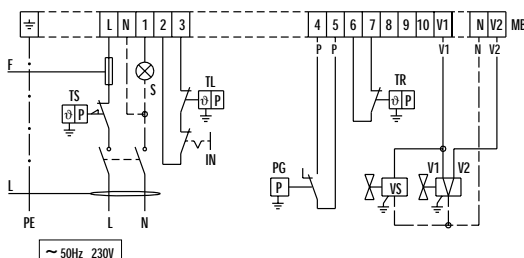 L N 1 2 3 4 5 6 7 8 9 10 V1 N V2 MB
P P V1 N V2
F
TS
S
TL
TR
ϑ P
ϑ P
ϑ P
IN
PG
P
VS
V1
V2
L
PE L N
~ 50Hz 230V